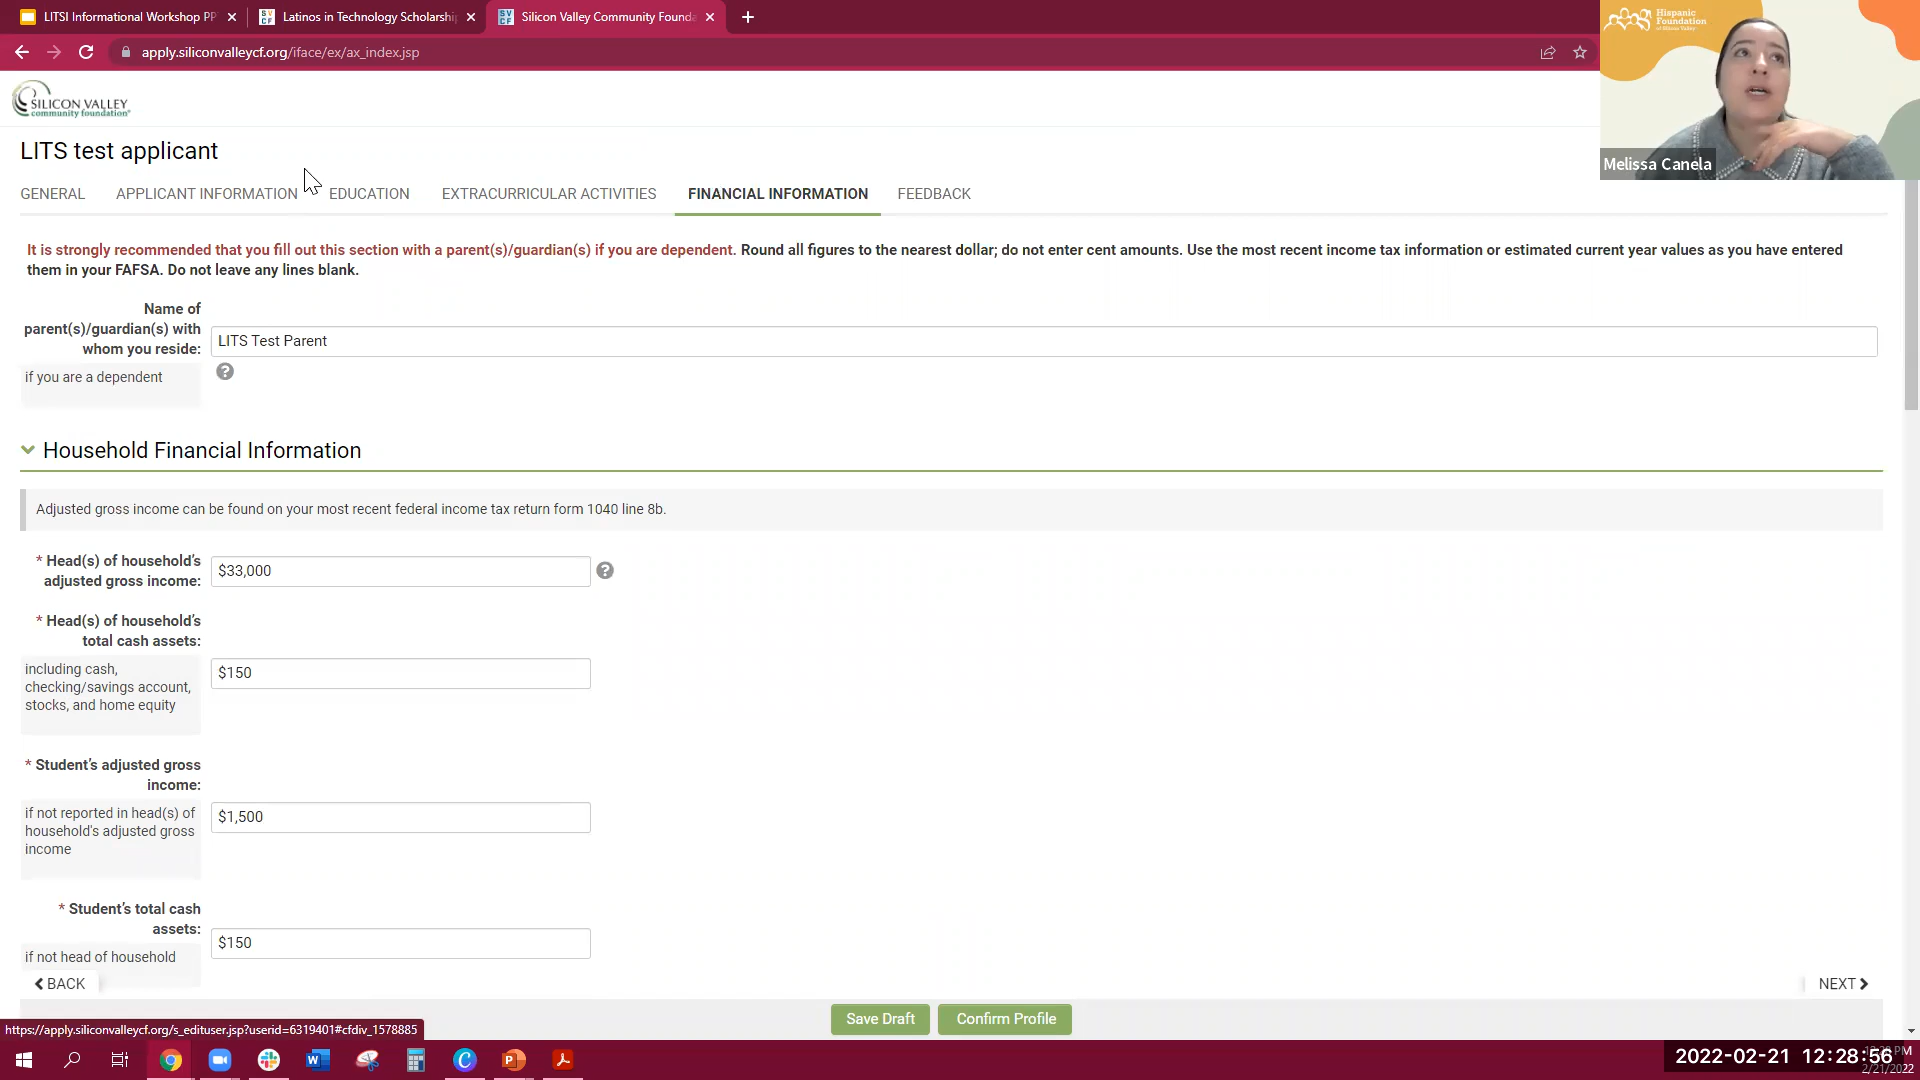 LITSI Informational Workshop PP
Latinos in Technology Scholarship
Silicon Valley Community Founda
apply.siliconvalleycf.org/iface/ex/ax_index.jsp
Hispanic
Foundation
of Silicon Valley
Melissa Canela
SILICON VALLEY
community foundation®
LITS test applicant
GENERAL
APPLICANT INFORMATION
EDUCATION
EXTRACURRICULAR ACTIVITIES
FINANCIAL INFORMATION
FEEDBACK
It is strongly recommended that you fill out this section with a parent(s)/guardian(s) if you are dependent. Round all figures to the nearest dollar; do not enter cent amounts. Use the most recent income tax information or estimated current year values as you have entered
them in your FAFSA. Do not leave any lines blank.
Name of
parent(s)/guardian(s) with
whom you reside:
LITS Test Parent
if you are a dependent
?
Household Financial Information
Adjusted gross income can be found on your most recent federal income tax return form 1040 line 8b.
* Head(s) of household's
adjusted gross income:
$33,000
?
* Head(s) of household's
total cash assets:
including cash,
checking/savings account,
stocks, and home equity
$150
* Student's adjusted gross
income:
if not reported in head(s) of
household's adjusted gross
income
$1,500
* Student's total cash
assets:
if not head of household
$150
BACK
NEXT
Save Draft
Confirm Profile
https://apply.siliconvalleycf.org/s_edituser.jsp?userid=6319401#cfdiv_1578885
2022-02-21 12:28:56
2/21/2022